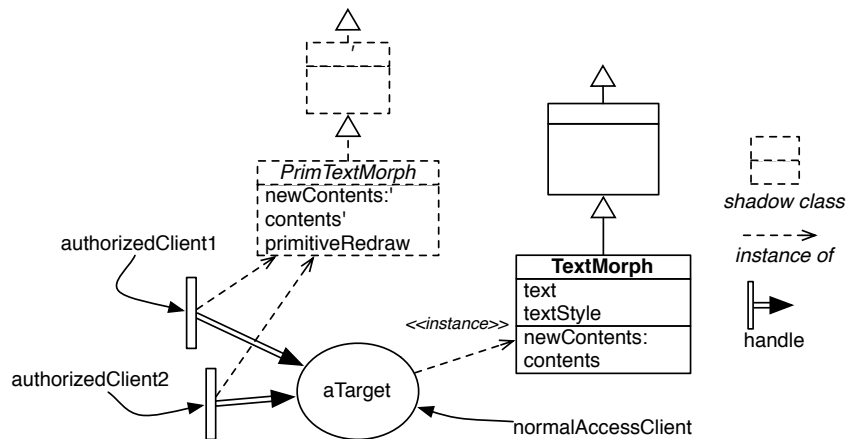 '
PrimTextMorph
newContents:'
contents'
primitiveRedraw
shadow class
authorizedClient1
instance of
TextMorph
text
textStyle
<<instance>>
newContents:
contents
handle
authorizedClient2
aTarget
normalAccessClient